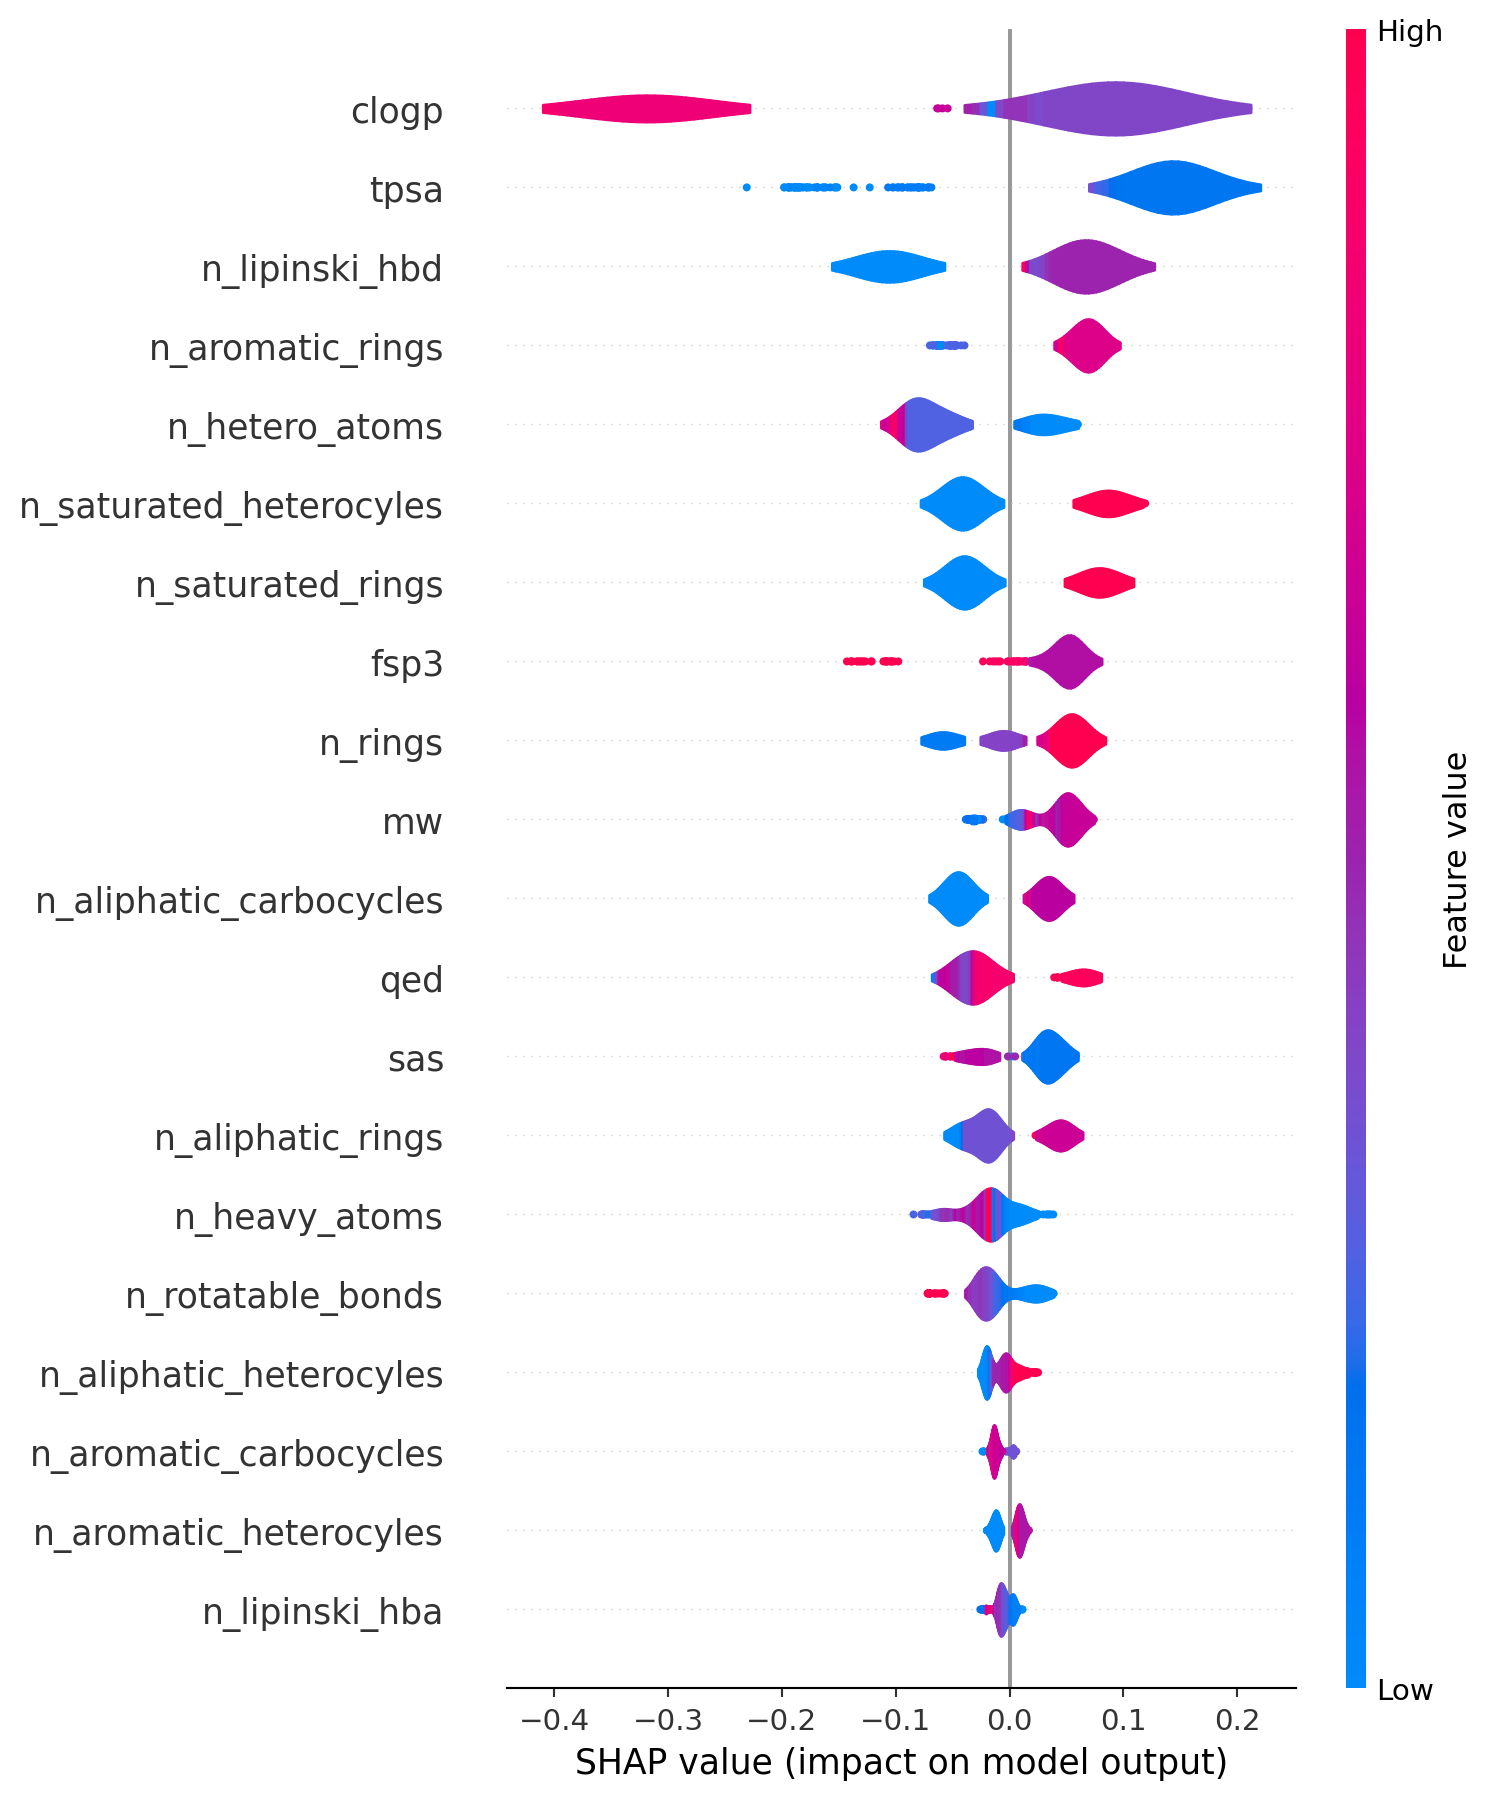 High
clogp
tpsa
n_lipinski_hbd
n_aromatic_rings
n_hetero_atoms
n_saturated_heterocyles
n_saturated_rings
fsp3
n_rings
mw
n_aliphatic_carbocycles
qed
sas
n_aliphatic_rings
n_heavy_atoms
n_rotatable_bonds
n_aliphatic_heterocyles
n_aromatic_carbocycles
n_aromatic_heterocyles
n_lipinski_hba
Feature value
Low
−0.4 −0.3 −0.2 −0.1 0.0 0.1 0.2
SHAP value (impact on model output)